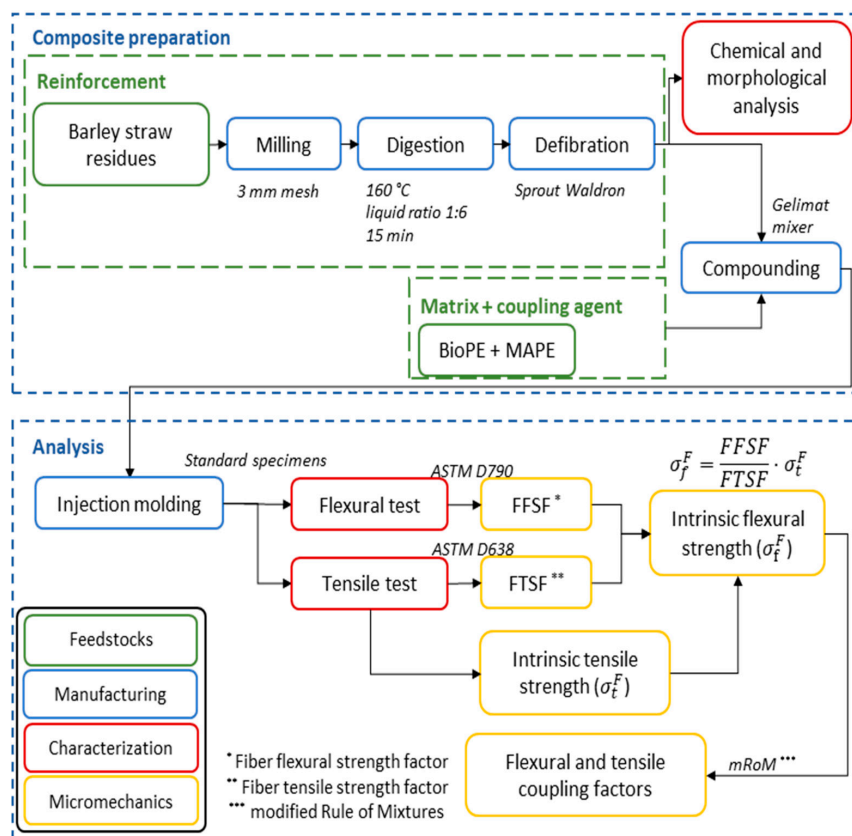 Composite preparation
Reinforcement
Barley straw
residues
Milling
3 mm mesh
Digestion
160 °C
liquid ratio 1:6
15 min
Defibration
Sprout Waldron
Chemical and
morphological
analysis
Gelimat
mixer
Compounding
Matrix + coupling agent
BioPE + MAPE
Analysis
Standard specimens
Injection molding
Flexural test
ASTM D790
FFSF *
Tensile test
ASTM D638
FTSF **
σ_f^F = FFSF/FTSF · σ_t^F
Intrinsic flexural
strength (σ_f^F)
Intrinsic tensile
strength (σ_t^F)
Flexural and tensile
coupling factors
mRoM ***
Feedstocks
Manufacturing
Characterization
Micromechanics
* Fiber flexural strength factor
** Fiber tensile strength factor
*** modified Rule of Mixtures